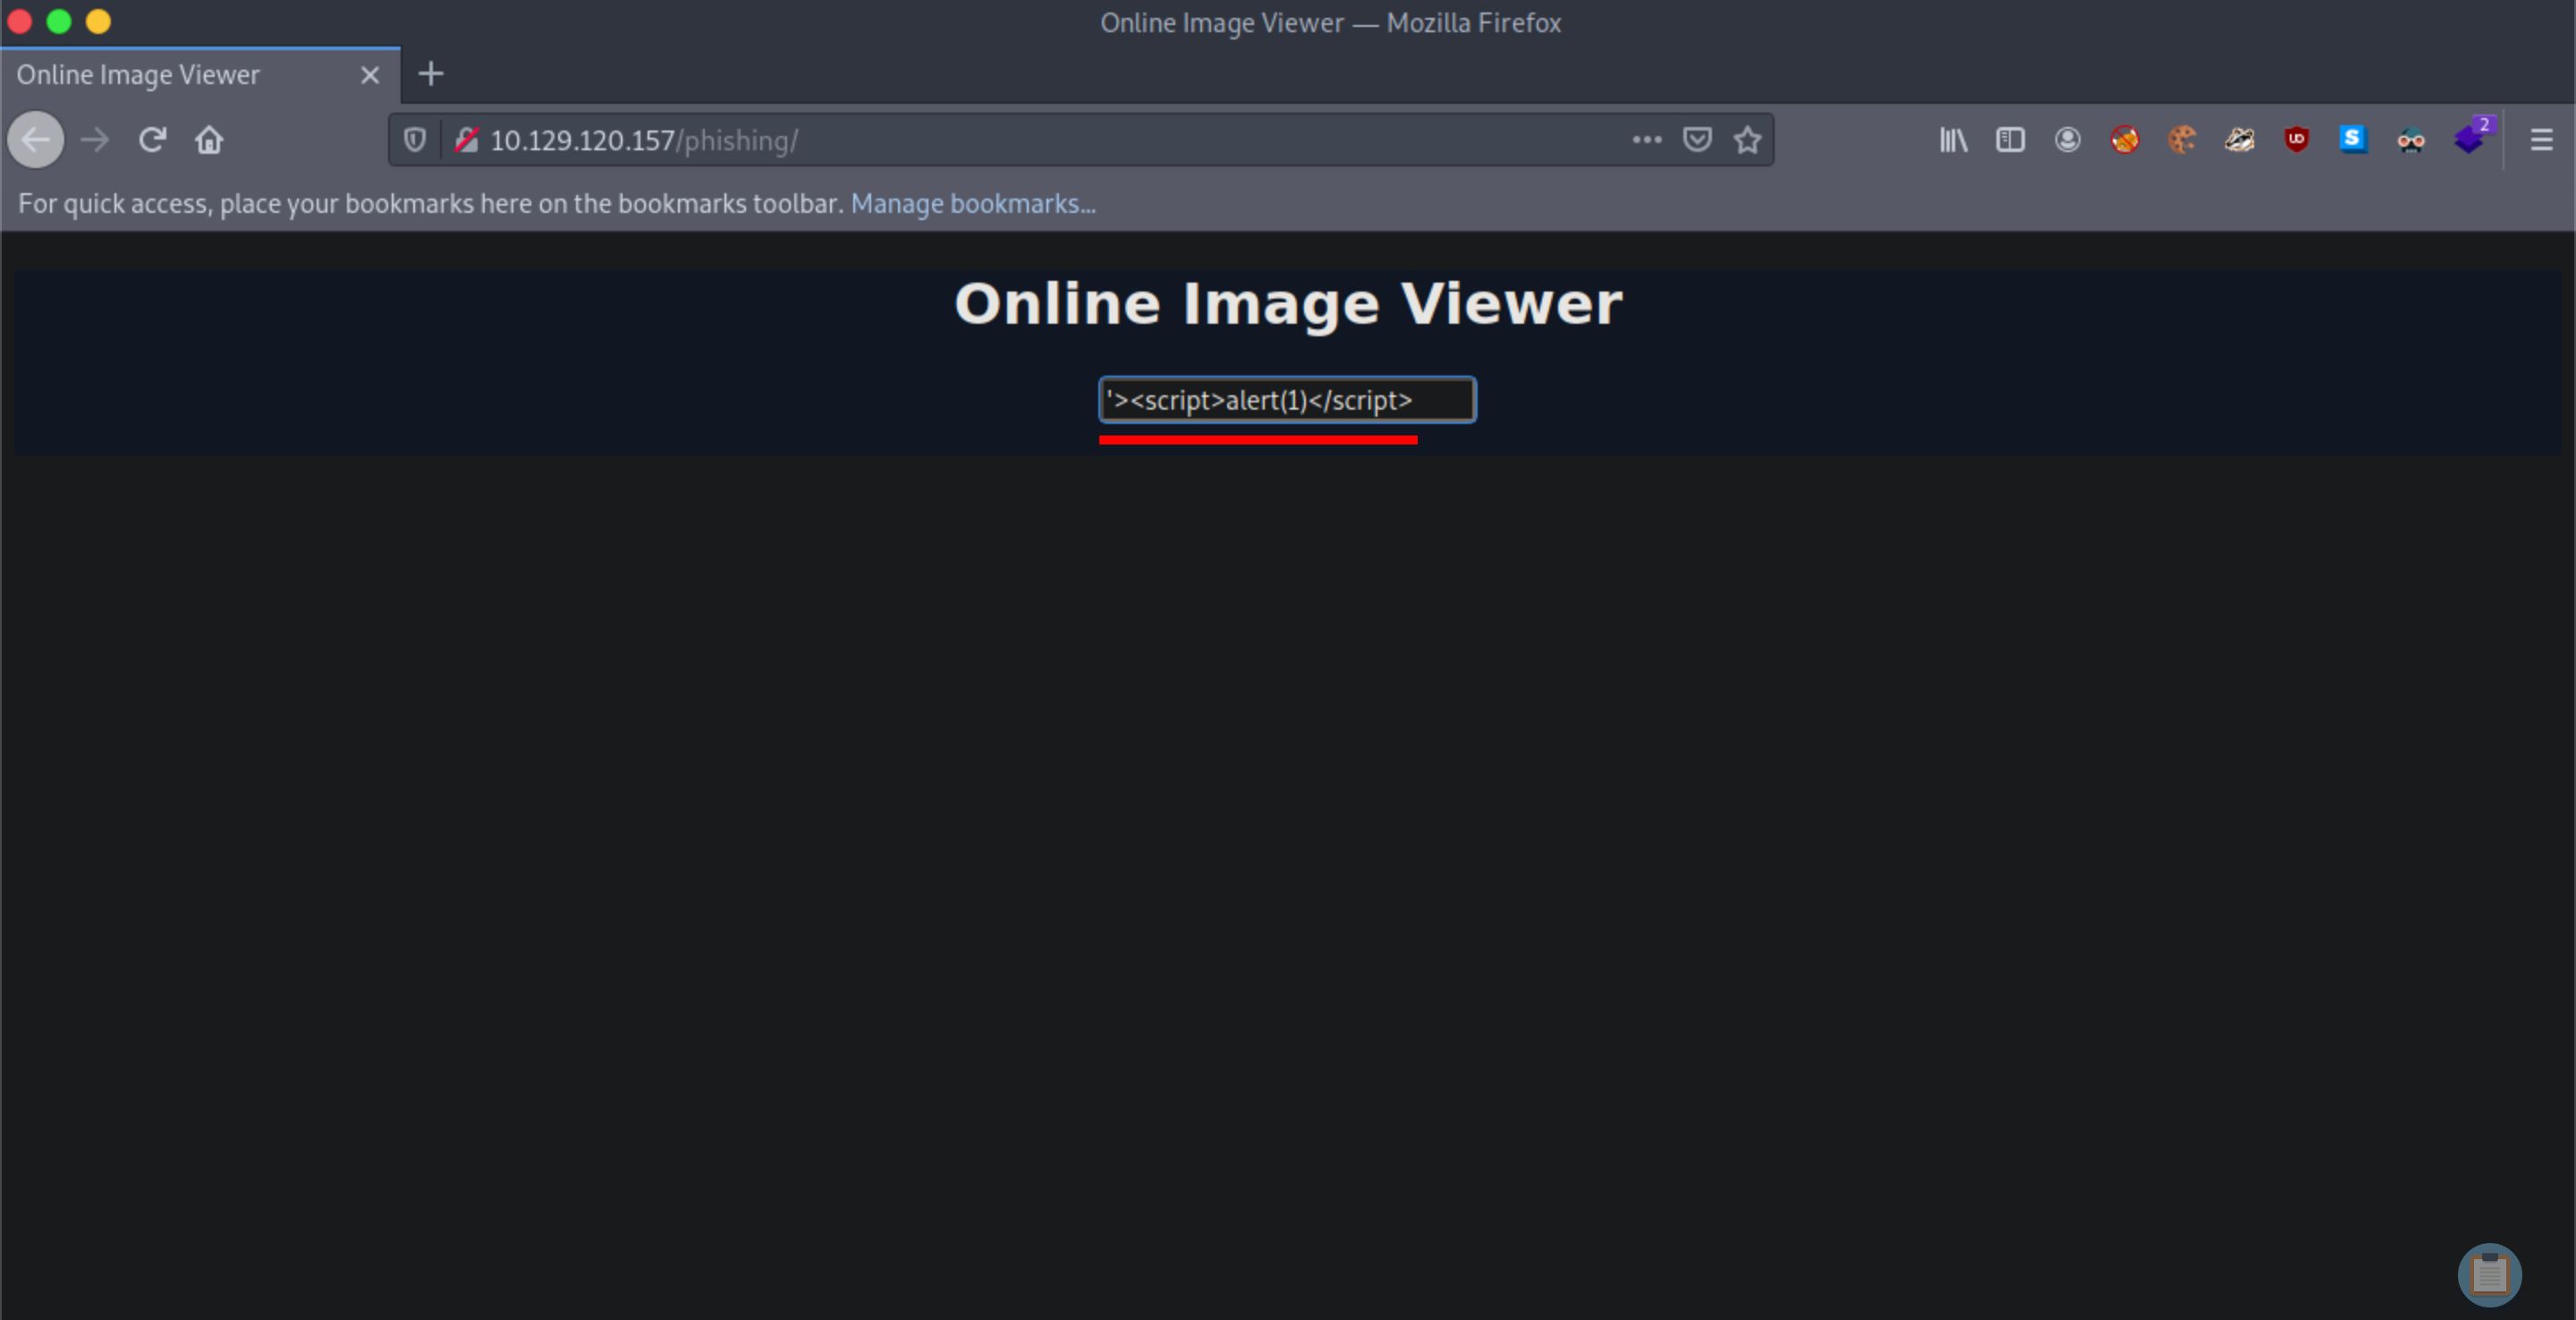 Online Image Viewer — Mozilla Firefox
Online Image Viewer
10.129.120.157/phishing/
2
For quick access, place your bookmarks here on the bookmarks toolbar. Manage bookmarks...
Online Image Viewer
'><script>alert(1)</script>